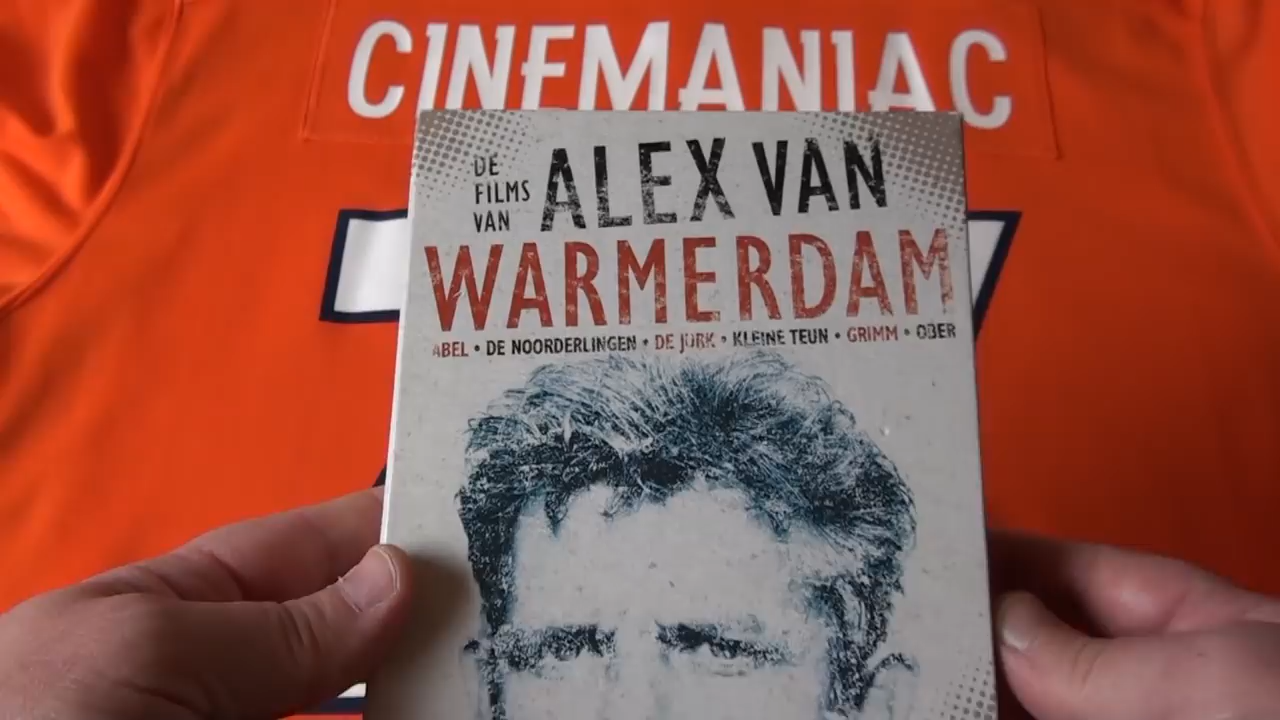 CINEMANIAC
DE
FILMS
VAN
ALEX VAN
WARMERDAM
ABEL • DE NOORDERLINGEN • DE JURK • KLEINE TEUN • GRIMM • OBER